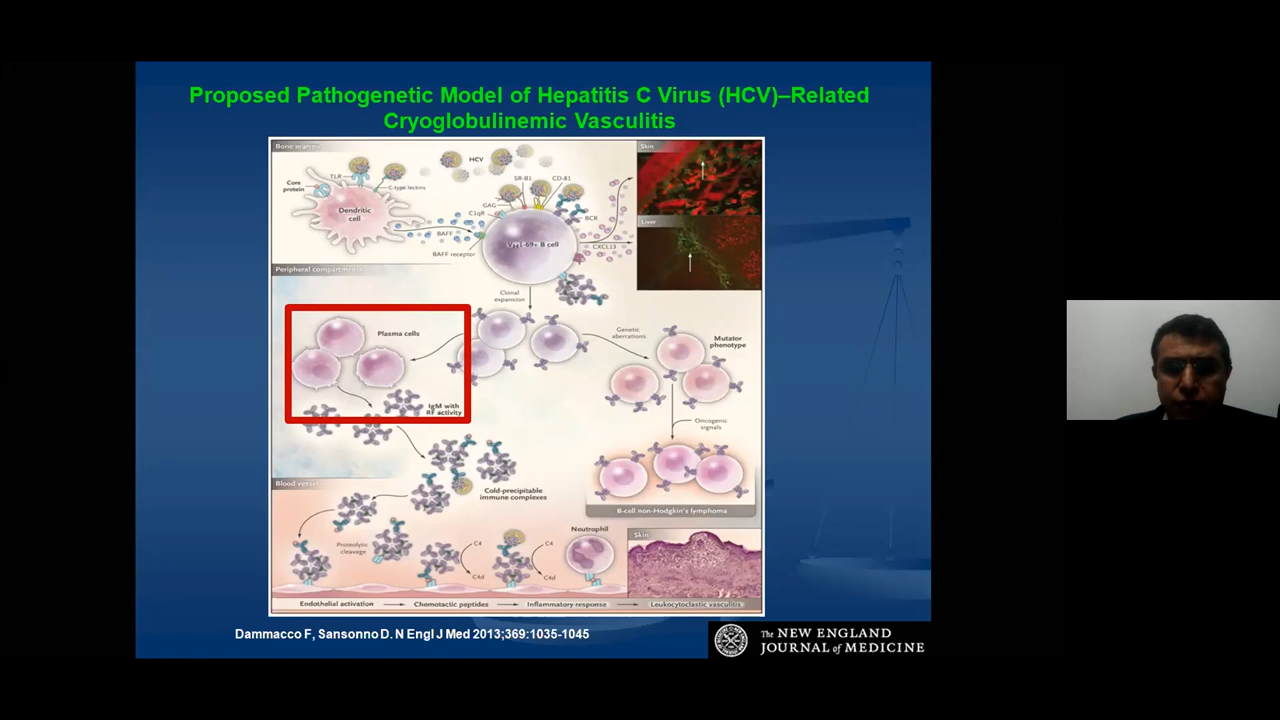 Proposed Pathogenetic Model of Hepatitis C Virus (HCV)–Related
Cryoglobulinemic Vasculitis
Bone marrow
HCV
Skin
Core
protein
TLR
C-type lectins
Dendritic
cell
SR-B1
CD-81
GAG
C1qR
BCR
BAFF
BAFF receptor
B cell
CXCL13
Liver
Peripheral compartments
Clonal
expansion
Plasma cells
Genetic
aberrations
Mutator
phenotype
IgM with
RF activity
Oncogenic
signals
Cold-precipitable
immune complexes
Blood vessel
B-cell non-Hodgkin's lymphoma
Proteolytic
cleavage
C4
C4d
C4
C4d
Neutrophil
Skin
Endothelial activation
Chemotactic peptides
Inflammatory response
Leukocytoclastic vasculitis
Dammacco F, Sansonno D. N Engl J Med 2013;369:1035-1045
The NEW ENGLAND
JOURNAL of MEDICINE